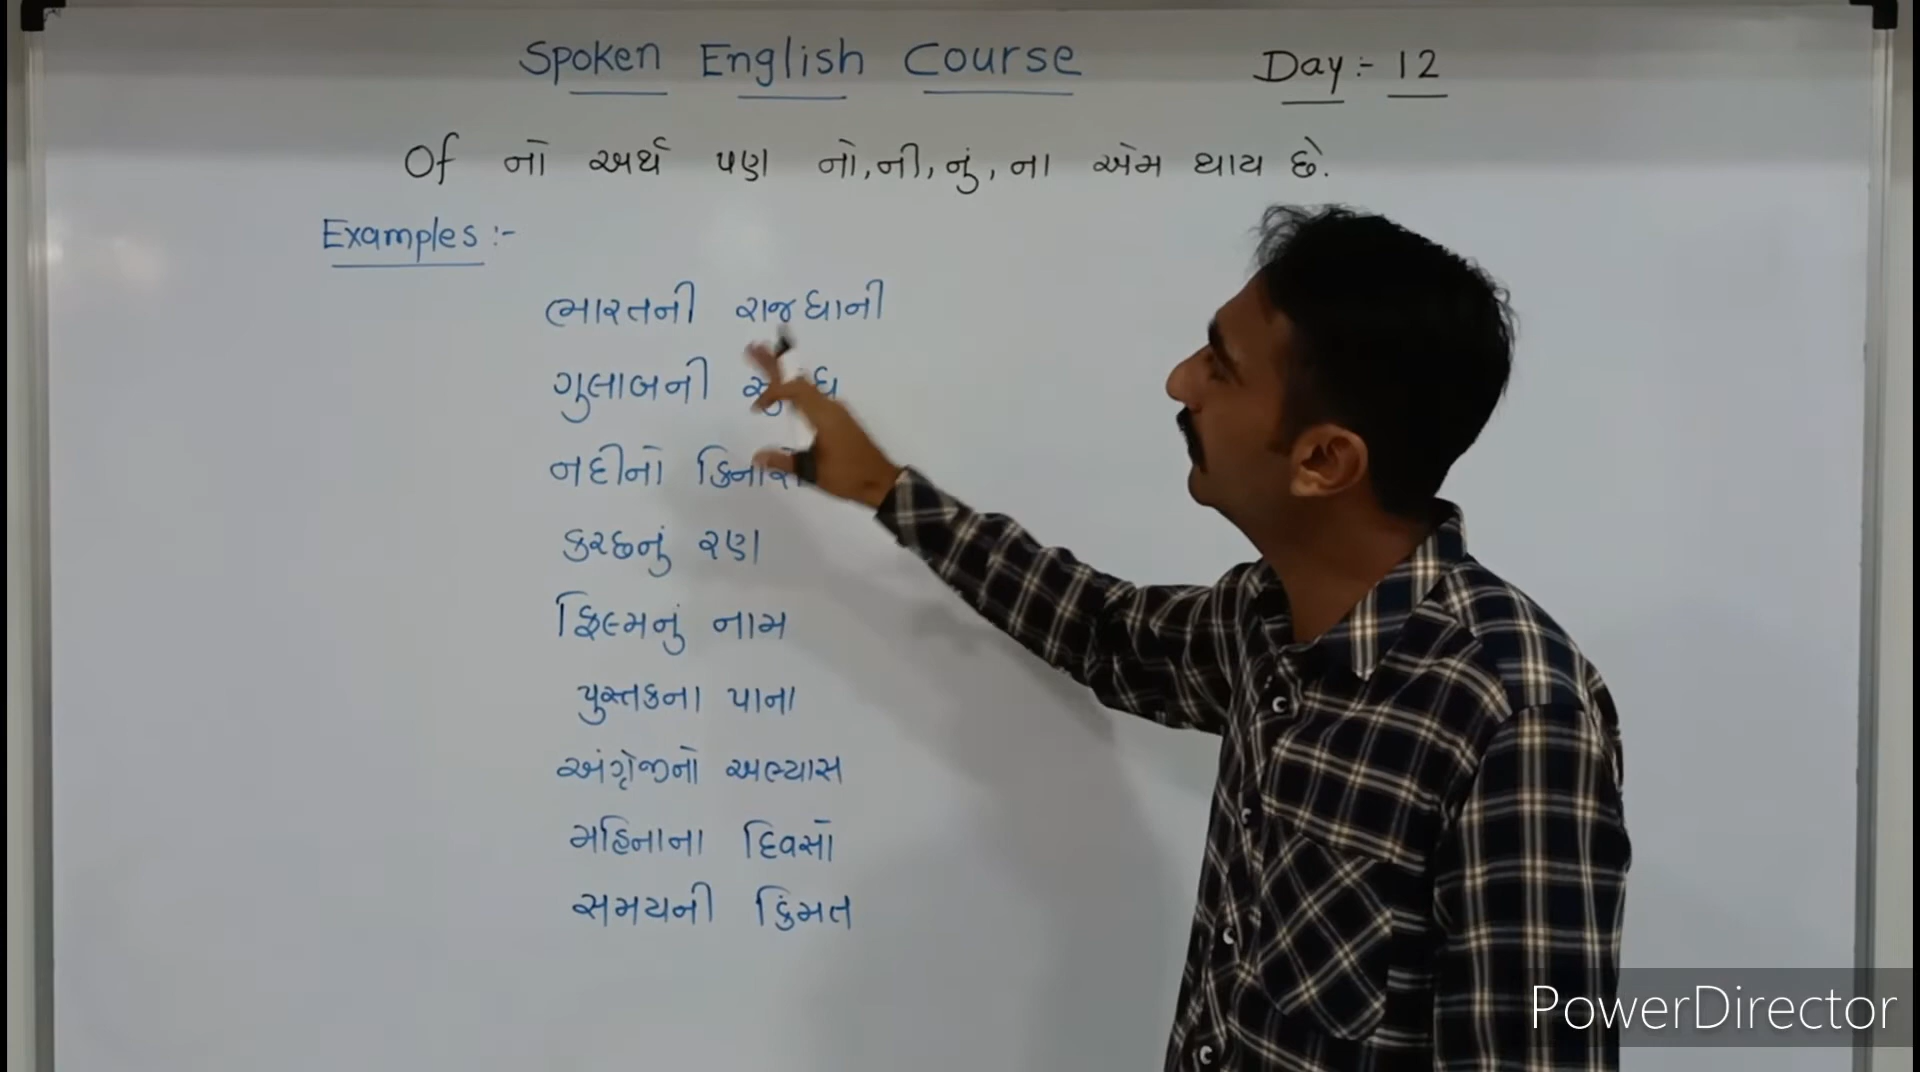 Spoken English Course Day :- 12
Of નો અર્થ પણ નો, ની, નું, ના એમ થાય છે.
Examples :-
ભારતની રાજધાની
ગુલાબની
નદીનો
કચ્છનું રણ
ફિલ્મનું નામ
પુસ્તકના પાના
અંગ્રેજીનો અભ્યાસ
મહિનાના દિવસો
સમયની કિંમત
PowerDirector